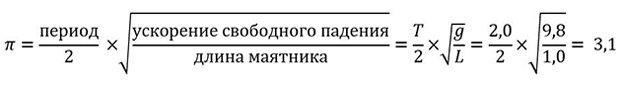 π = период/2 × √(ускорение свободного падения/длина маятника) = T/2 × √(g/L) = 2,0/2 × √(9,8/1,0) = 3,1